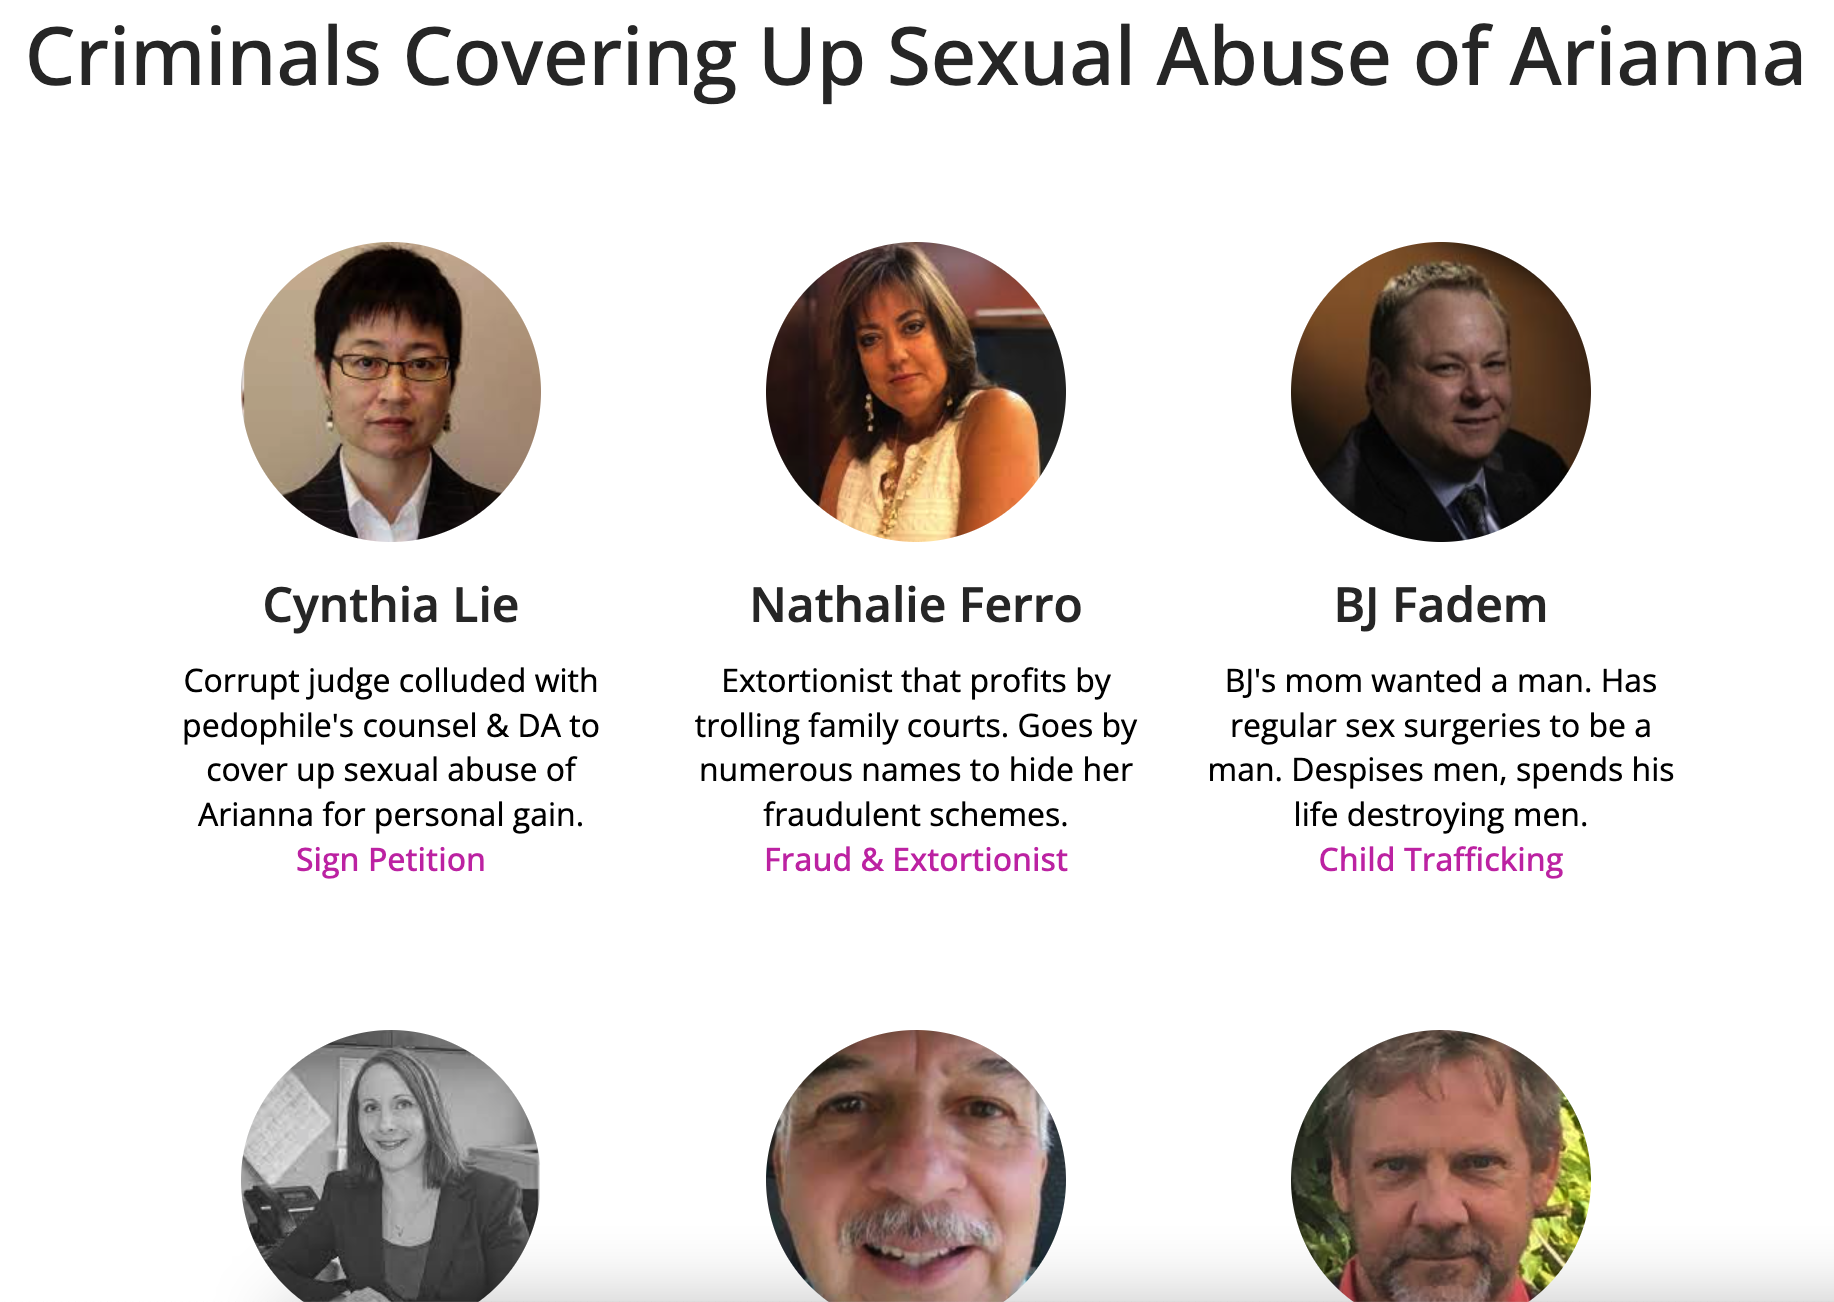 Criminals Covering Up Sexual Abuse of Arianna
Cynthia Lie
Corrupt judge colluded with
pedophile's counsel & DA to
cover up sexual abuse of
Arianna for personal gain.
Sign Petition
Nathalie Ferro
Extortionist that profits by
trolling family courts. Goes by
numerous names to hide her
fraudulent schemes.
Fraud & Extortionist
BJ Fadem
BJ's mom wanted a man. Has
regular sex surgeries to be a
man. Despises men, spends his
life destroying men.
Child Trafficking